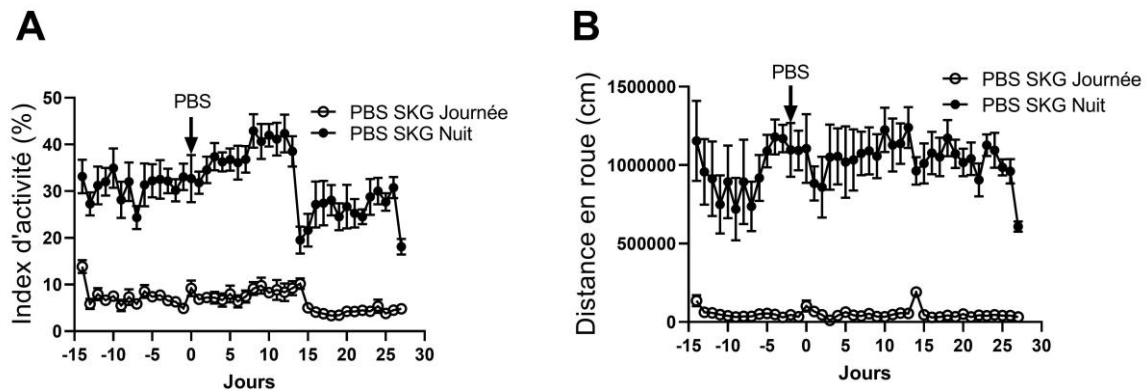 A
PBS
PBS SKG Journée
PBS SKG Nuit
Index d'activité (%)
50
40
30
20
10
0
-15 -10 -5 0 5 10 15 20 25 30
Jours
B
PBS
PBS SKG Journée
PBS SKG Nuit
Distance en roue (cm)
1500000
1000000
500000
0
-15 -10 -5 0 5 10 15 20 25 30
Jours